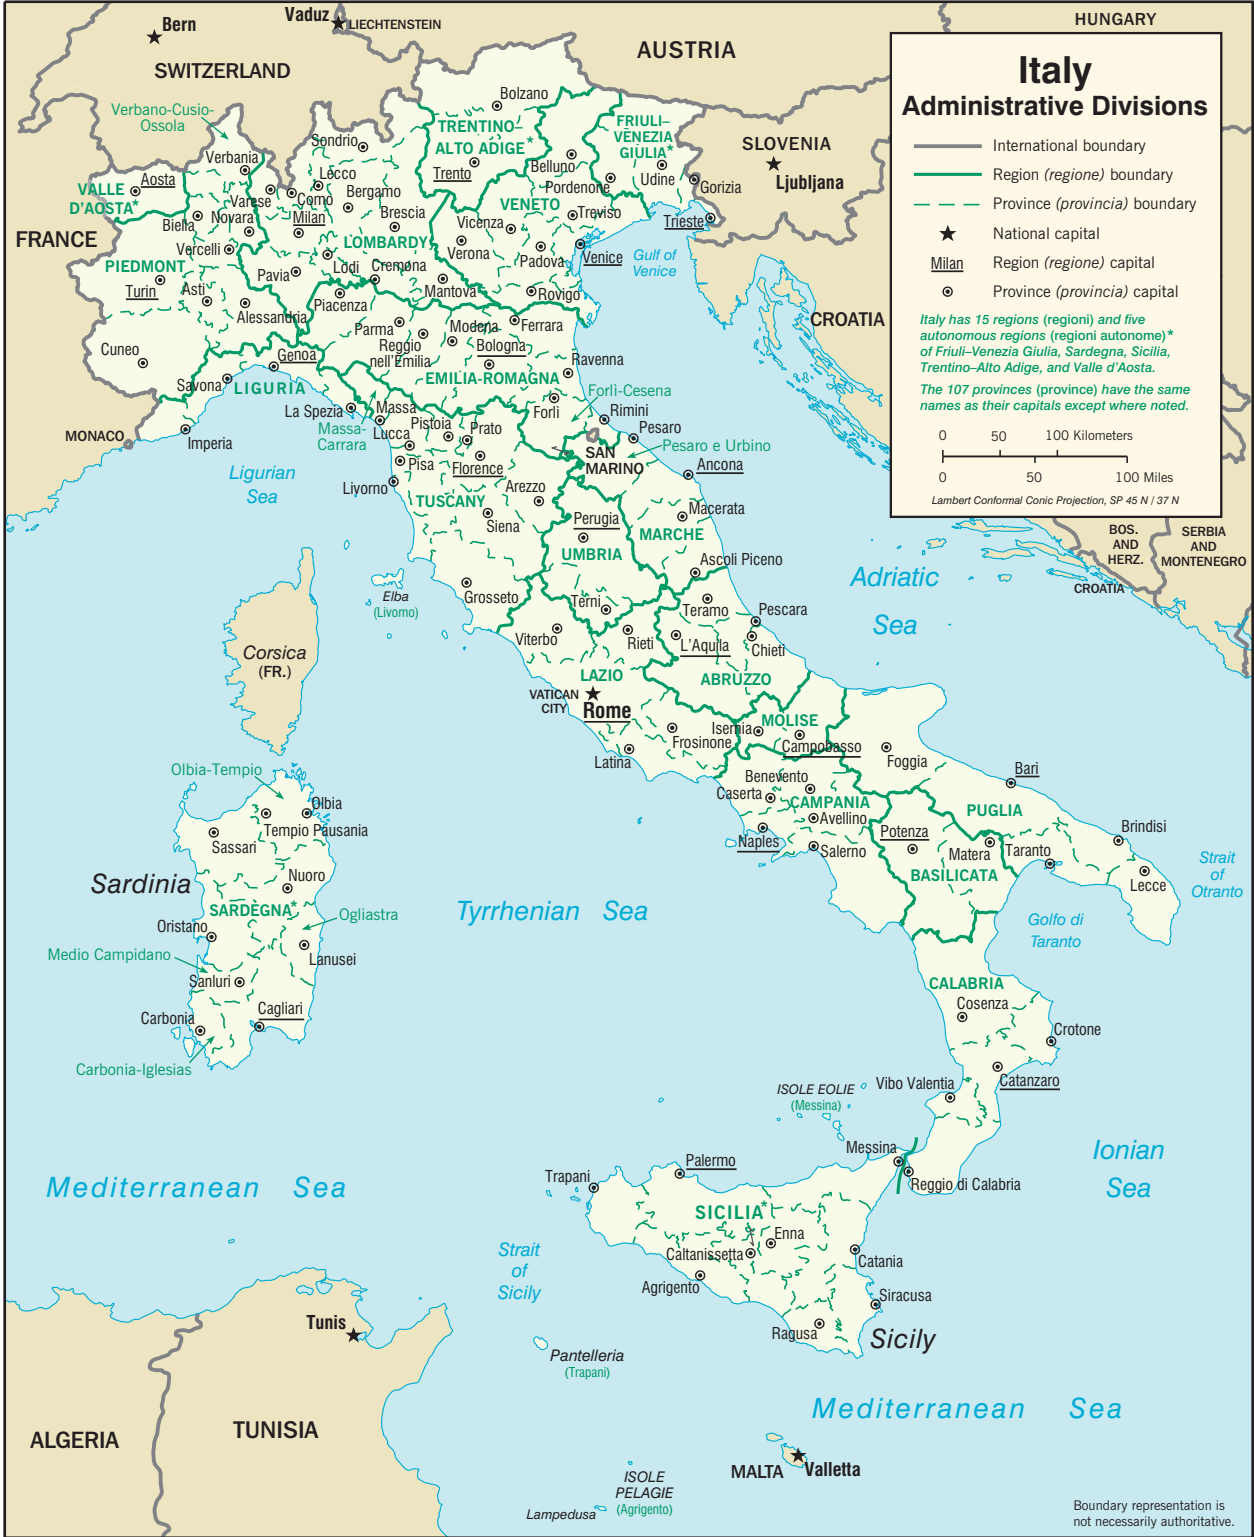 Bern
Vaduz
LIECHTENSTEIN
SWITZERLAND
AUSTRIA
HUNGARY
Italy
Administrative Divisions
International boundary
Region (regione) boundary
Province (provincia) boundary
National capital
Milan
Region (regione) capital
Province (provincia) capital
Italy has 15 regions (regioni) and five
autonomous regions (regioni autonome)*
of Friuli–Venezia Giulia, Sardegna, Sicilia,
Trentino–Alto Adige, and Valle d'Aosta.
The 107 provinces (province) have the same
names as their capitals except where noted.
0 50 100 Kilometers
0 50 100 Miles
Lambert Conformal Conic Projection, SP 45 N / 37 N
SLOVENIA
Ljubljana
CROATIA
FRANCE
MONACO
Verbano-Cusio-
Ossola
Bolzano
TRENTINO–
ALTO ADIGE*
Trento
FRIULI–
VENEZIA
GIULIA*
Udine
Gorizia
Pordenone
Trieste
Belluno
VENETO
Treviso
Vicenza
Verona
Padova
Venice
Rovigo
Gulf of
Venice
Sondrio
Verbania
Lecco
Como
Varese
Bergamo
Milan
Brescia
LOMBARDY
Lodi
Cremona
Pavia
Mantova
VALLE
D'AOSTA*
Aosta
Biella
Novara
Vercelli
PIEDMONT
Turin
Asti
Alessandria
Cuneo
Piacenza
Parma
Reggio
nell'Emilia
Modena
Ferrara
Bologna
Ravenna
EMILIA-ROMAGNA
Forlì
Forlì-Cesena
Rimini
Genoa
Savona
LIGURIA
La Spezia
Imperia
Ligurian
Sea
Massa
Massa-
Carrara
Lucca
Pistoia
Prato
Florence
Pisa
Livorno
Arezzo
TUSCANY
Siena
Grosseto
Elba
(Livorno)
SAN
MARINO
Pesaro
Pesaro e Urbino
Ancona
Macerata
MARCHE
Ascoli Piceno
Perugia
UMBRIA
Terni
Adriatic
Sea
BOS.
AND
HERZ.
SERBIA
AND
MONTENEGRO
CROATIA
Corsica
(FR.)
Viterbo
Rieti
LAZIO
VATICAN
CITY
Rome
Frosinone
Latina
Teramo
Pescara
L'Aquila
Chieti
ABRUZZO
Isernia
MOLISE
Campobasso
Foggia
Bari
PUGLIA
Brindisi
Taranto
Lecce
Benevento
Caserta
CAMPANIA
Avellino
Naples
Salerno
Potenza
Matera
BASILICATA
Strait
of
Otranto
Golfo di
Taranto
Olbia-Tempio
Olbia
Tempio Pausania
Sassari
Nuoro
Sardinia
SARDEGNA*
Ogliastra
Oristano
Medio Campidano
Lanusei
Sanluri
Carbonia
Cagliari
Carbonia-Iglesias
Tyrrhenian Sea
CALABRIA
Cosenza
Crotone
Catanzaro
Vibo Valentia
ISOLE EOLIE
(Messina)
Messina
Reggio di Calabria
Ionian
Sea
Mediterranean Sea
Trapani
Palermo
SICILIA*
Enna
Caltanissetta
Catania
Agrigento
Siracusa
Ragusa
Sicily
Strait
of
Sicily
Pantelleria
(Trapani)
Tunis
TUNISIA
ALGERIA
Mediterranean Sea
MALTA
Valletta
ISOLE
PELAGIE
(Agrigento)
Lampedusa
Boundary representation is
not necessarily authoritative.